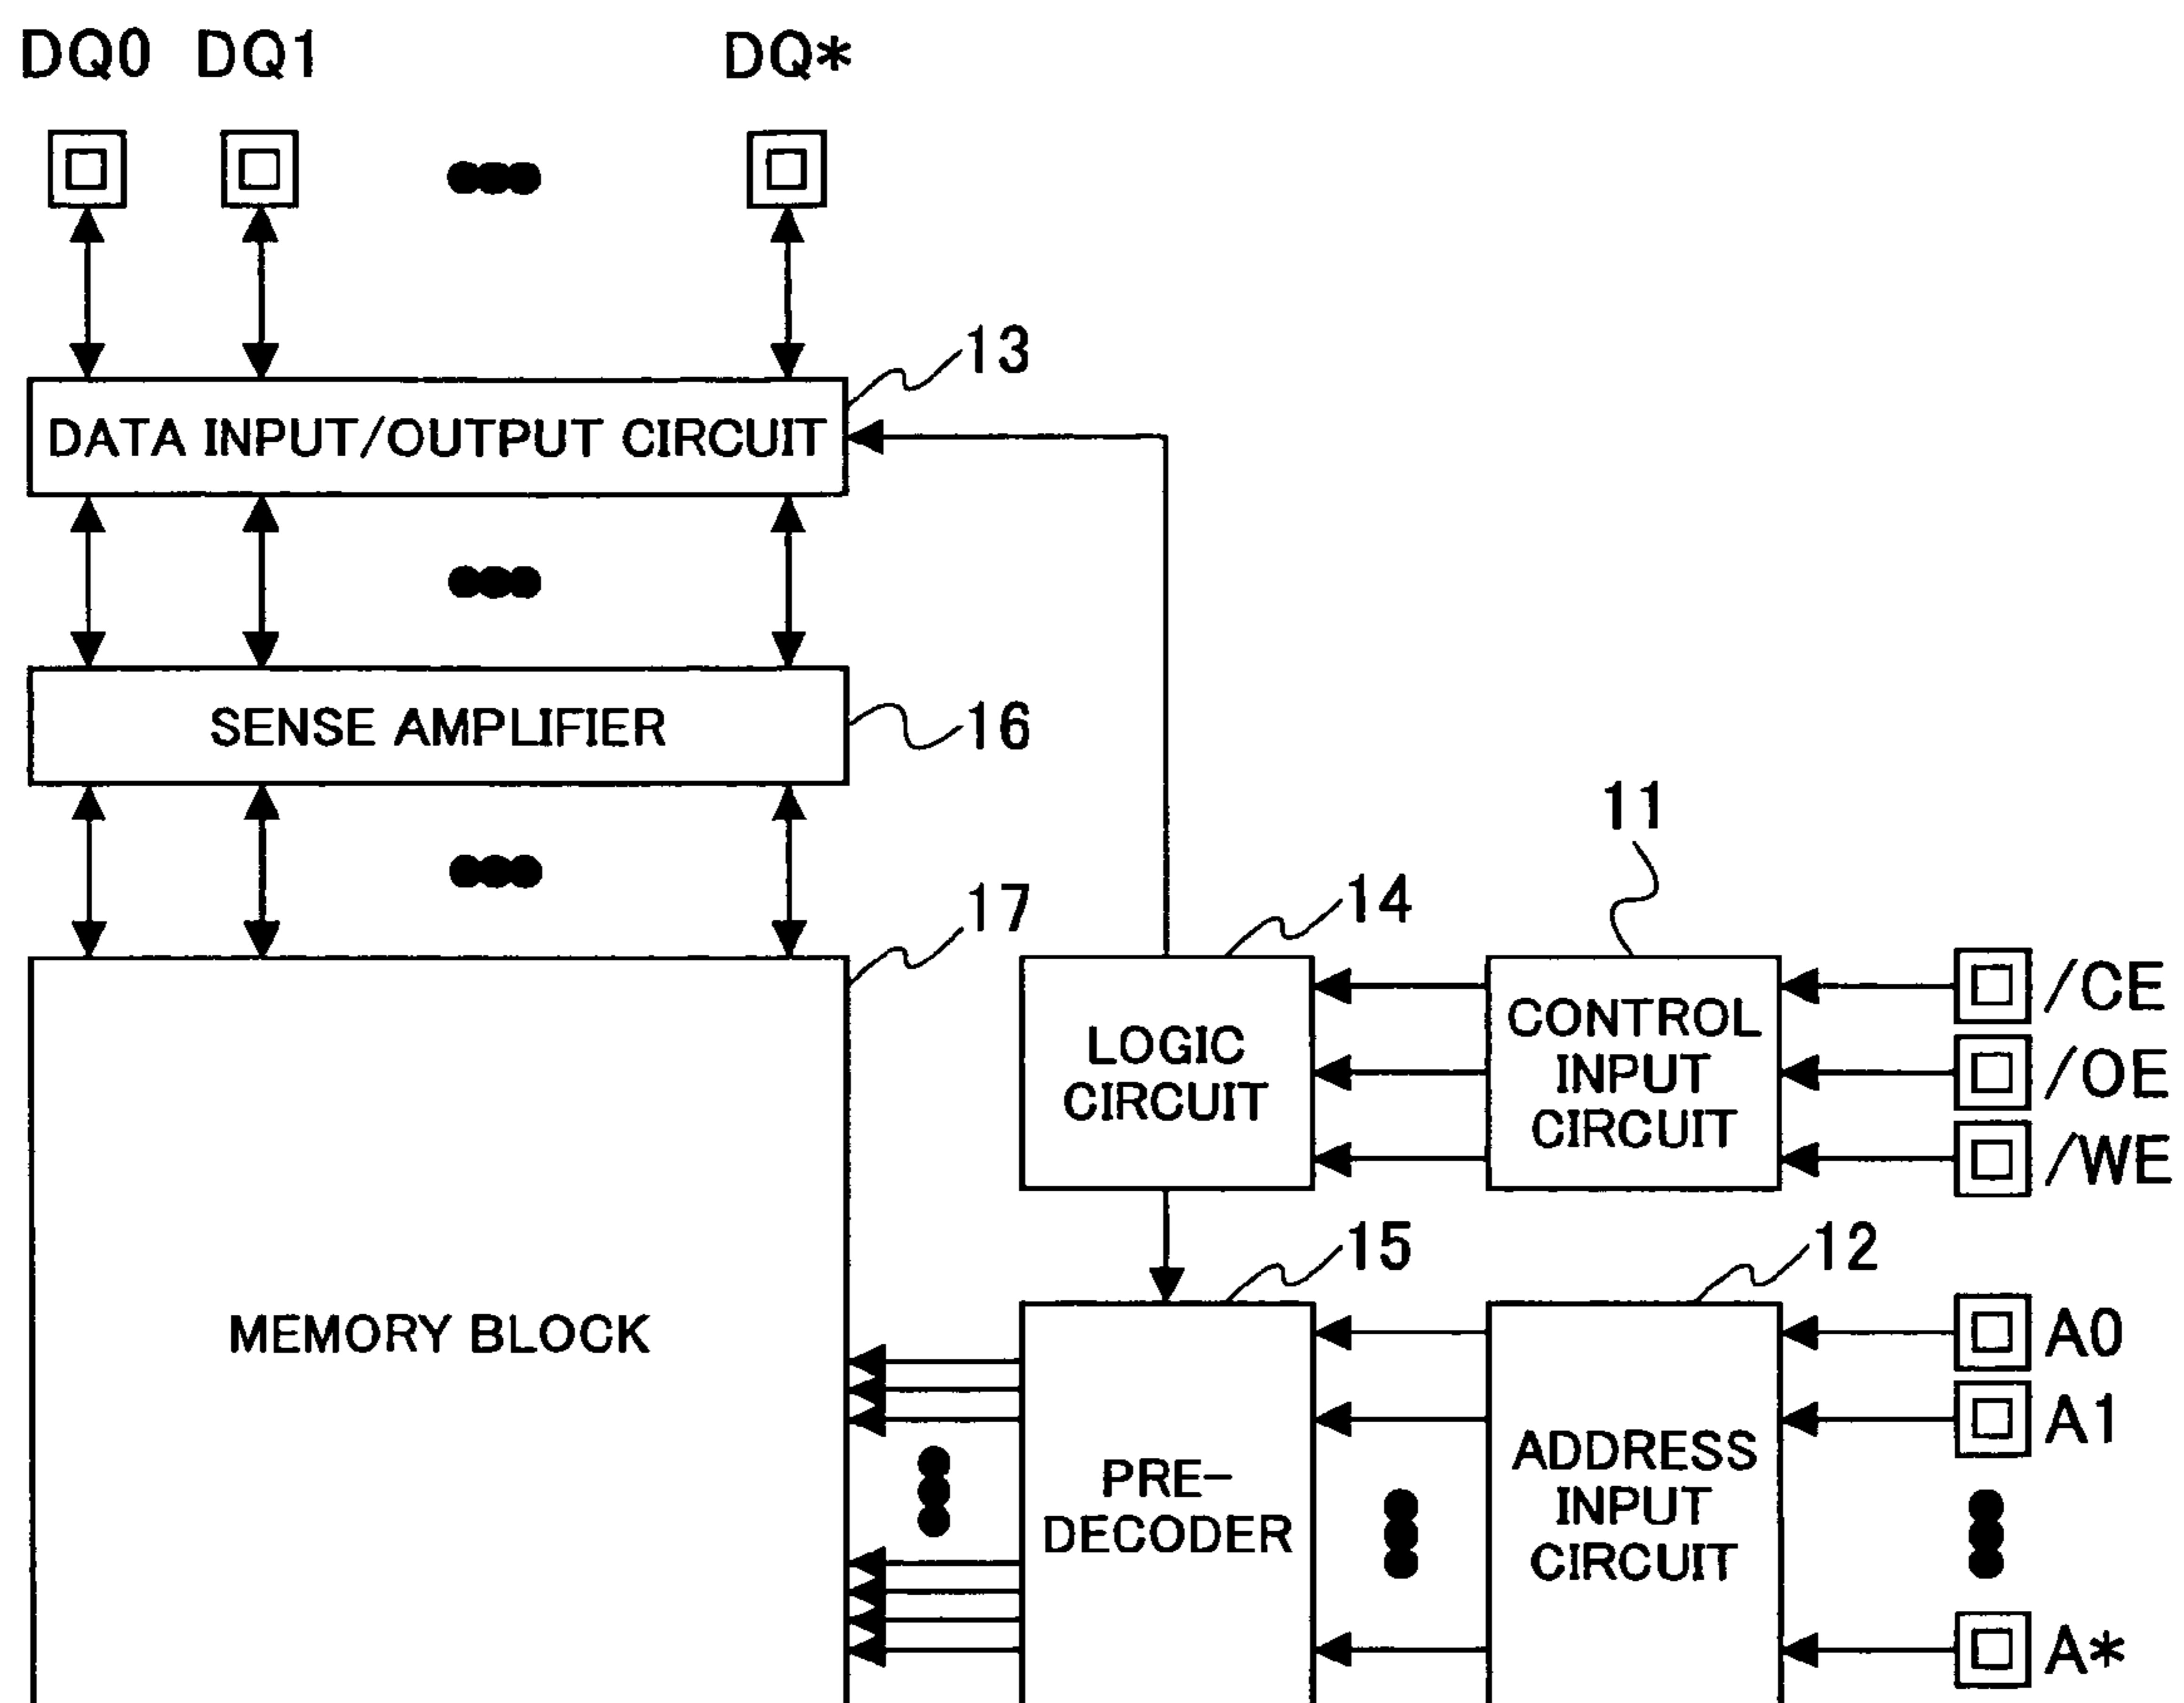 DQ0 DQ1 DQ*
13
DATA INPUT/OUTPUT CIRCUIT
SENSE AMPLIFIER
16
11
17
14
LOGIC
CIRCUIT
CONTROL
INPUT
CIRCUIT
/CE
/OE
/WE
15
12
MEMORY BLOCK
PRE-
DECODER
ADDRESS
INPUT
CIRCUIT
A0
A1
A*